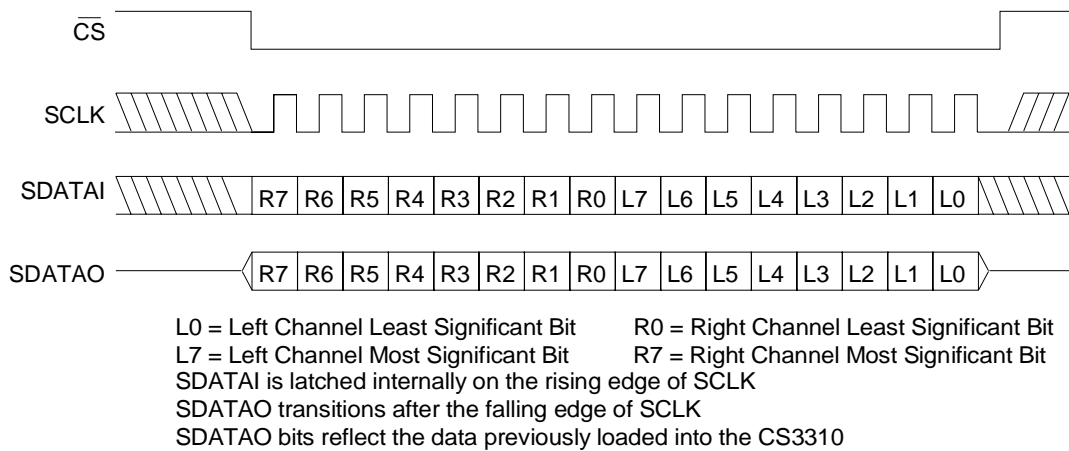 CS
SCLK
SDATAI R7 R6 R5 R4 R3 R2 R1 R0 L7 L6 L5 L4 L3 L2 L1 L0
SDATAO R7 R6 R5 R4 R3 R2 R1 R0 L7 L6 L5 L4 L3 L2 L1 L0
L0 = Left Channel Least Significant Bit R0 = Right Channel Least Significant Bit
L7 = Left Channel Most Significant Bit R7 = Right Channel Most Significant Bit
SDATAI is latched internally on the rising edge of SCLK
SDATAO transitions after the falling edge of SCLK
SDATAO bits reflect the data previously loaded into the CS3310